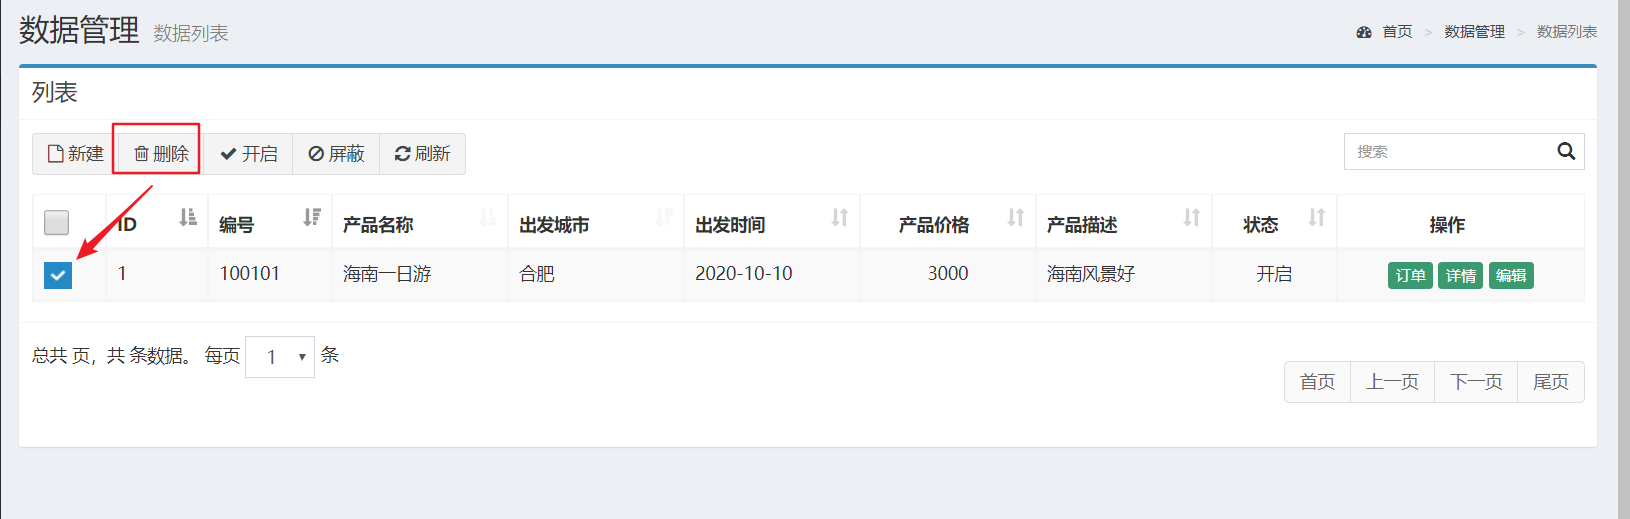 数据管理 数据列表
首页 > 数据管理 > 数据列表
列表
新建 删除 开启 屏蔽 刷新
搜索
ID 编号 产品名称 出发城市 出发时间 产品价格 产品描述 状态 操作
1 100101 海南一日游 合肥 2020-10-10 3000 海南风景好 开启 订单 详情 编辑
总共 页，共 条数据。 每页 1 条
首页 上一页 下一页 尾页